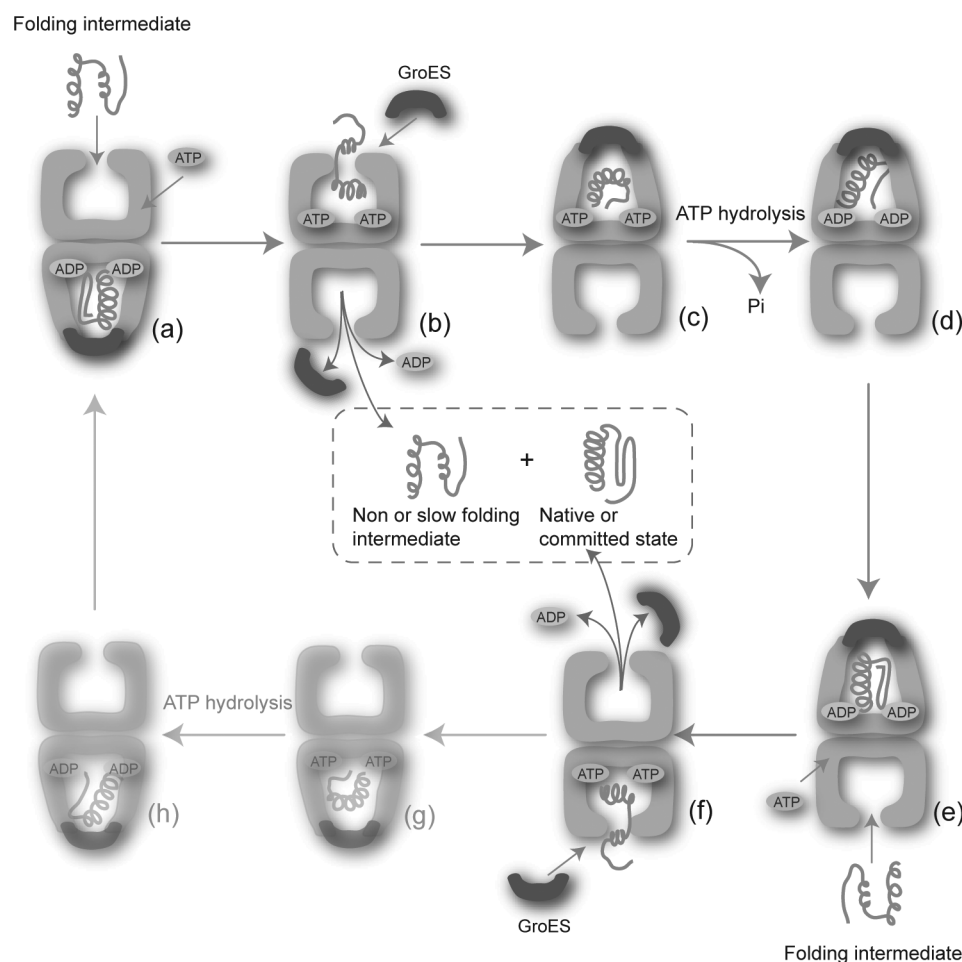 Folding intermediate
GroES
ATP
ATP ATP
ATP ATP
ATP hydrolysis
ADP ADP
ADP ADP
(a)
(b)
(c)
Pi
(d)
ADP
+
Non or slow folding
intermediate
Native or
committed state
ADP
ATP hydrolysis
ADP ADP
ADP ADP
(h)
ATP ATP
(g)
ATP ATP
(f)
ATP
(e)
GroES
Folding intermediate